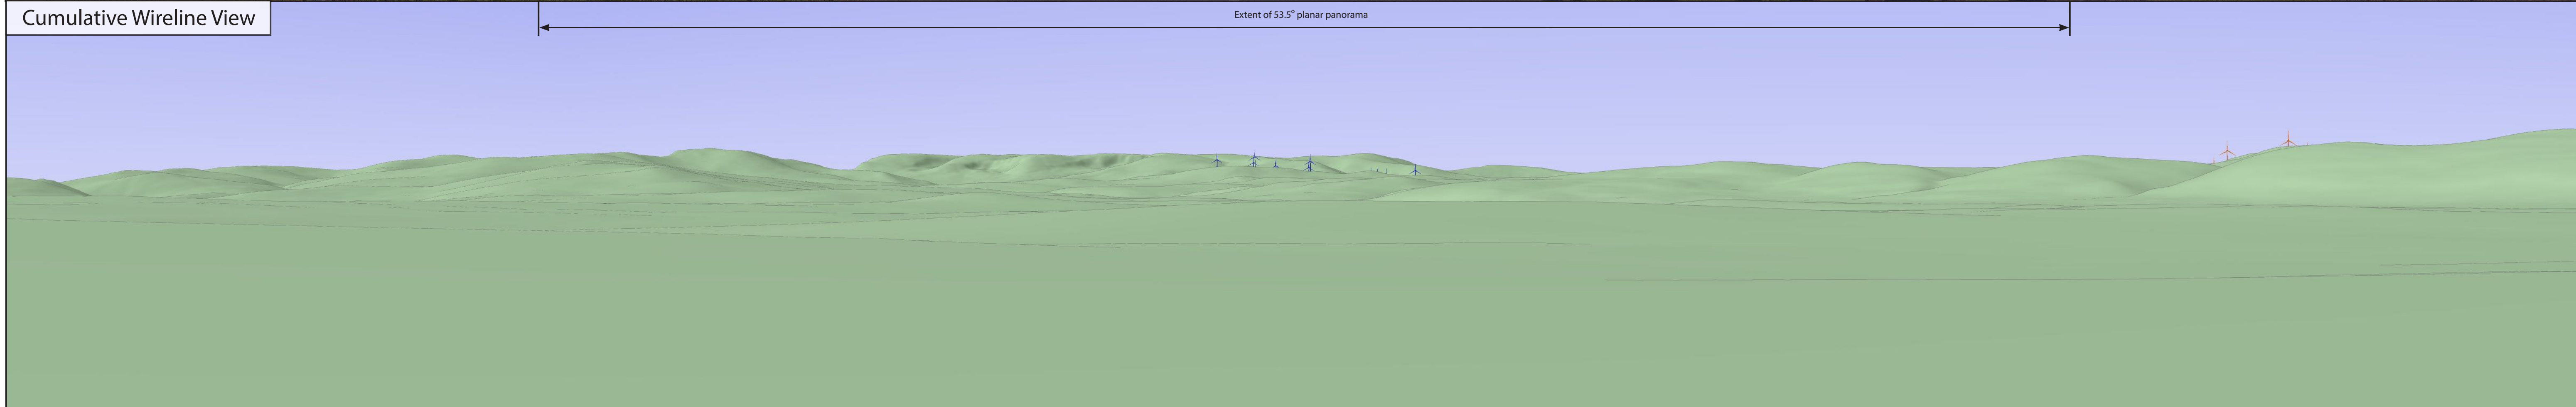 Cumulative Wireline View
Extent of 53.5° planar panorama